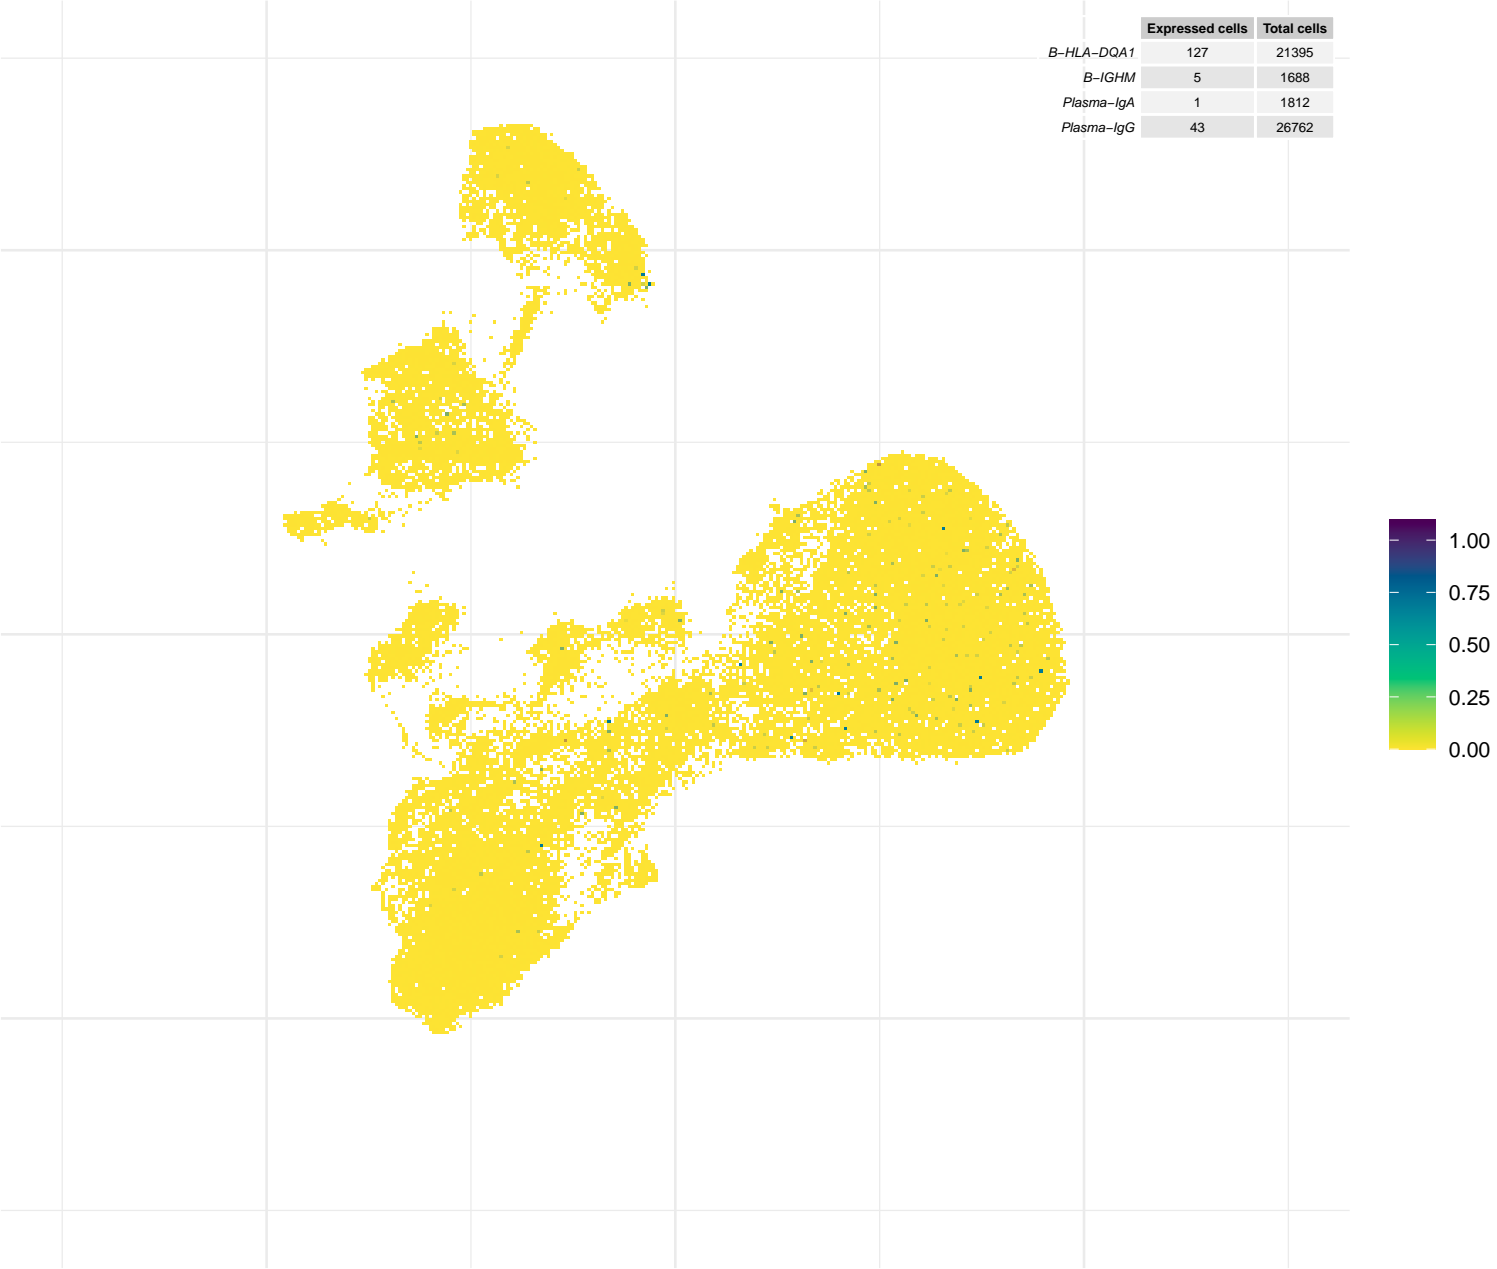 Expressed cells Total cells
B−HLA−DQA1 127 21395
B−IGHM 5 1688
Plasma−IgA 1 1812
Plasma−IgG 43 26762
1.00
0.75
0.50
0.25
0.00